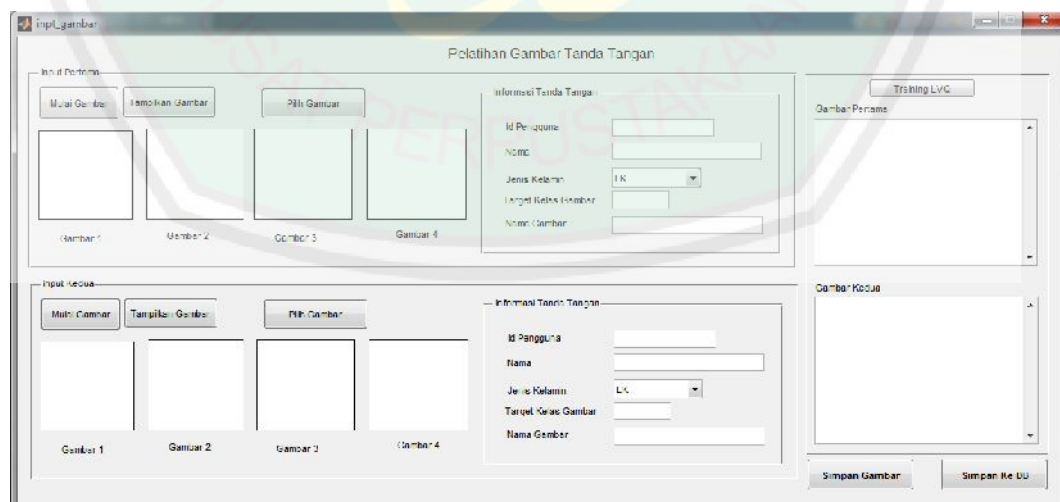 inpt_gambar
Pelatihan Gambar Tanda Tangan
Input Pertama
Mulai Gambar
Tampilkan Gambar
Pilih Gambar
Gambar 1
Gambar 2
Gambar 3
Gambar 4
Informasi Tanda Tangan
Id Pengguna
Nama
Jenis Kelamin
LK
Target Kelas Gambar
Nama Gambar
Training LVQ
Gambar Pertama
Input Kedua
Mulai Gambar
Tampilkan Gambar
Pilih Gambar
Gambar 1
Gambar 2
Gambar 3
Gambar 4
Informasi Tanda Tangan
Id Pengguna
Nama
Jenis Kelamin
LK
Target Kelas Gambar
Nama Gambar
Gambar Kedua
Simpan Gambar
Simpan Ke DB
PERPUSTAKAAN